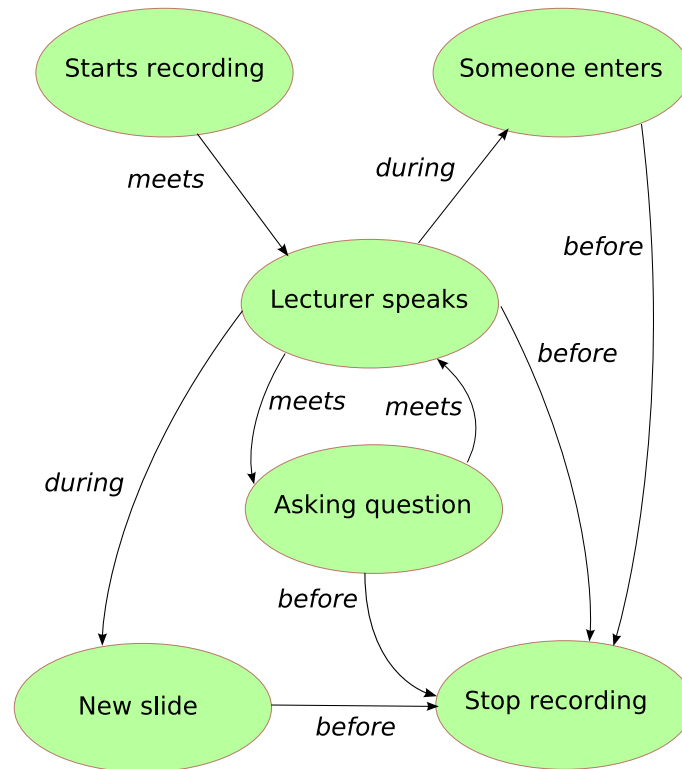 Starts recording
Someone enters
meets
during
before
Lecturer speaks
before
meets
meets
during
Asking question
before
New slide
Stop recording
before